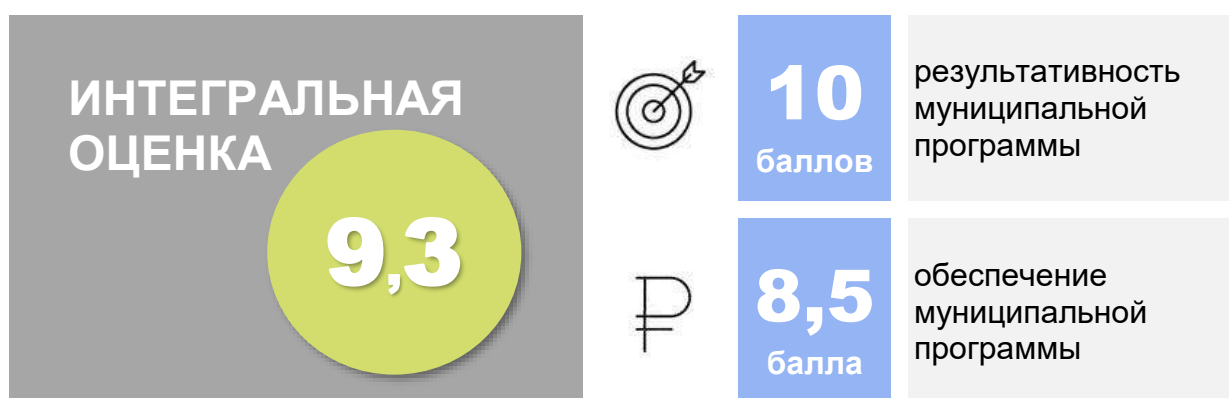 ИНТЕГРАЛЬНАЯ
ОЦЕНКА
9,3
10
баллов
результативность
муниципальной
программы
8,5
балла
обеспечение
муниципальной
программы